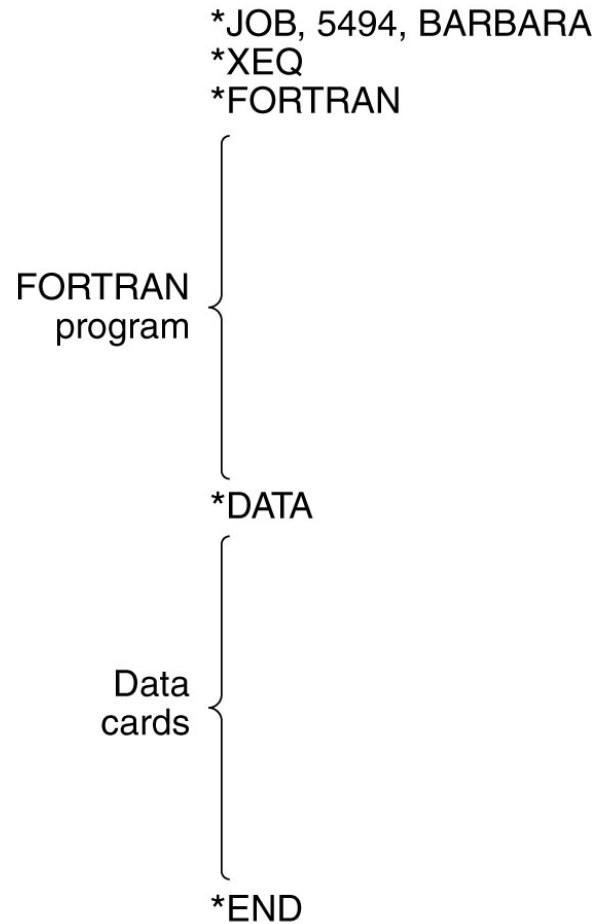 *JOB, 5494, BARBARA
*XEQ
*FORTRAN
FORTRAN
program
*DATA
Data
cards
*END